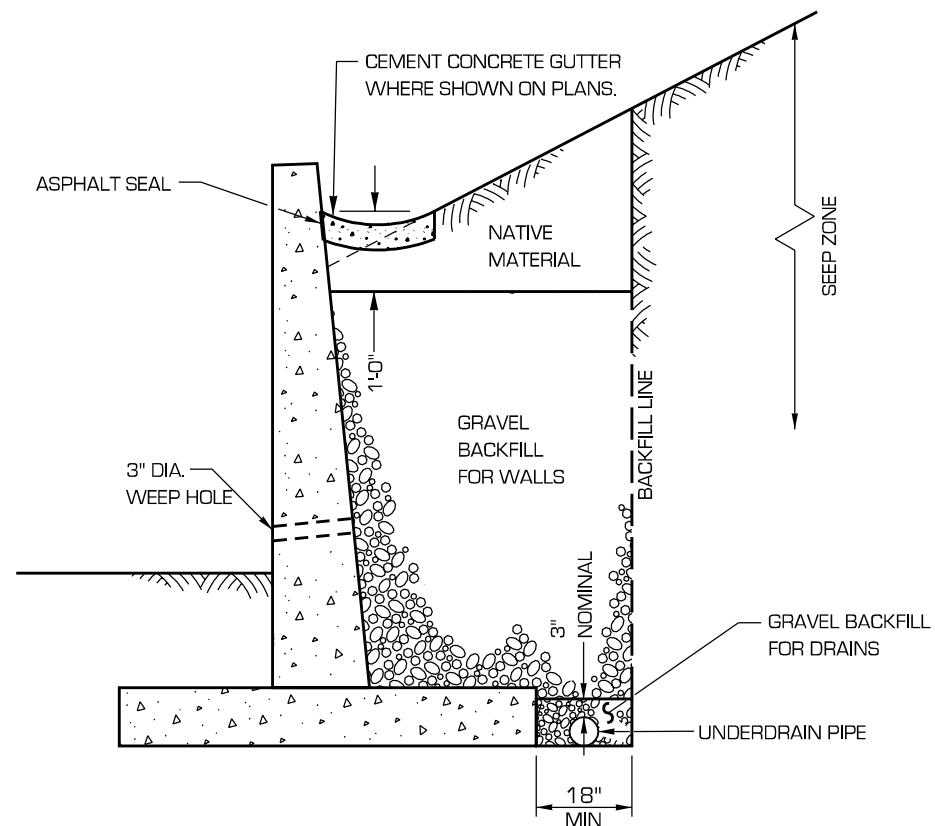 CEMENT CONCRETE GUTTER
WHERE SHOWN ON PLANS.
ASPHALT SEAL
NATIVE
MATERIAL
SEEP ZONE
1'-0"
GRAVEL
BACKFILL
FOR WALLS
BACKFILL LINE
3" DIA.
WEEP HOLE
3"
NOMINAL
GRAVEL BACKFILL
FOR DRAINS
UNDERDRAIN PIPE
18"
MIN